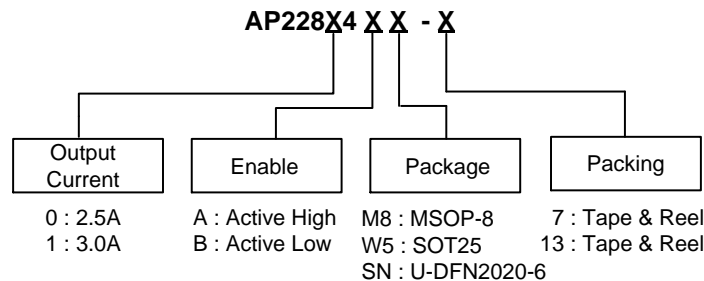 AP228X4 X X - X
Output
Current
Enable
Package
Packing
0 : 2.5A
1 : 3.0A
A : Active High
B : Active Low
M8 : MSOP-8
W5 : SOT25
SN : U-DFN2020-6
7 : Tape & Reel
13 : Tape & Reel